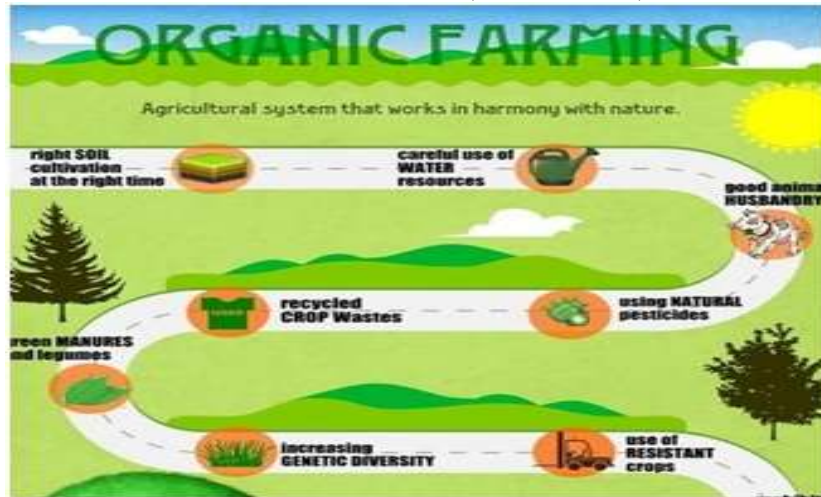 ORGANIC FARMING
Agricultural system that works in harmony with nature.
right SOIL
cultivation
at the right time
careful use of
WATER
resources
good anima
HUSBANDRY
using NATURAL
pesticides
recycled
CROP Wastes
reen MANURES
nd legumes
increasing
GENETIC DIVERSITY
use of
RESISTANT
crops